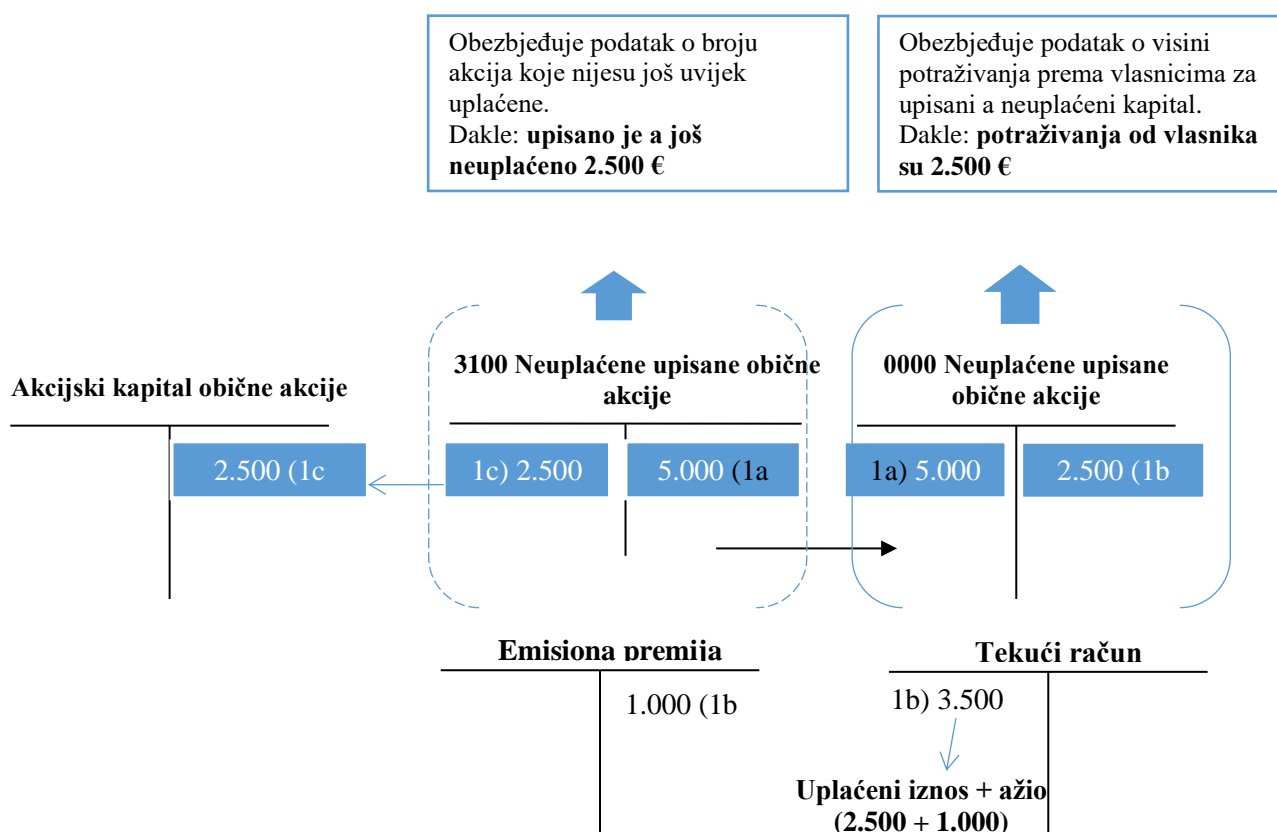 Obezbjeđuje podatak o broju
akcija koje nijesu još uvijek
uplaćene.
Dakle: upisano je a još
neuplaćeno 2.500 €
Obezbjeđuje podatak o visini
potraživanja prema vlasnicima za
upisani a neuplaćeni kapital.
Dakle: potraživanja od vlasnika
su 2.500 €
Akcijski kapital obične akcije
3100 Neuplaćene upisane obične
akcije
0000 Neuplaćene upisane
obične akcije
2.500 (1c
1c) 2.500
5.000 (1a
1a) 5.000
2.500 (1b
Emisiona premija
1.000 (1b
Tekući račun
1b) 3.500
Uplaćeni iznos + ažio
(2.500 + 1.000)